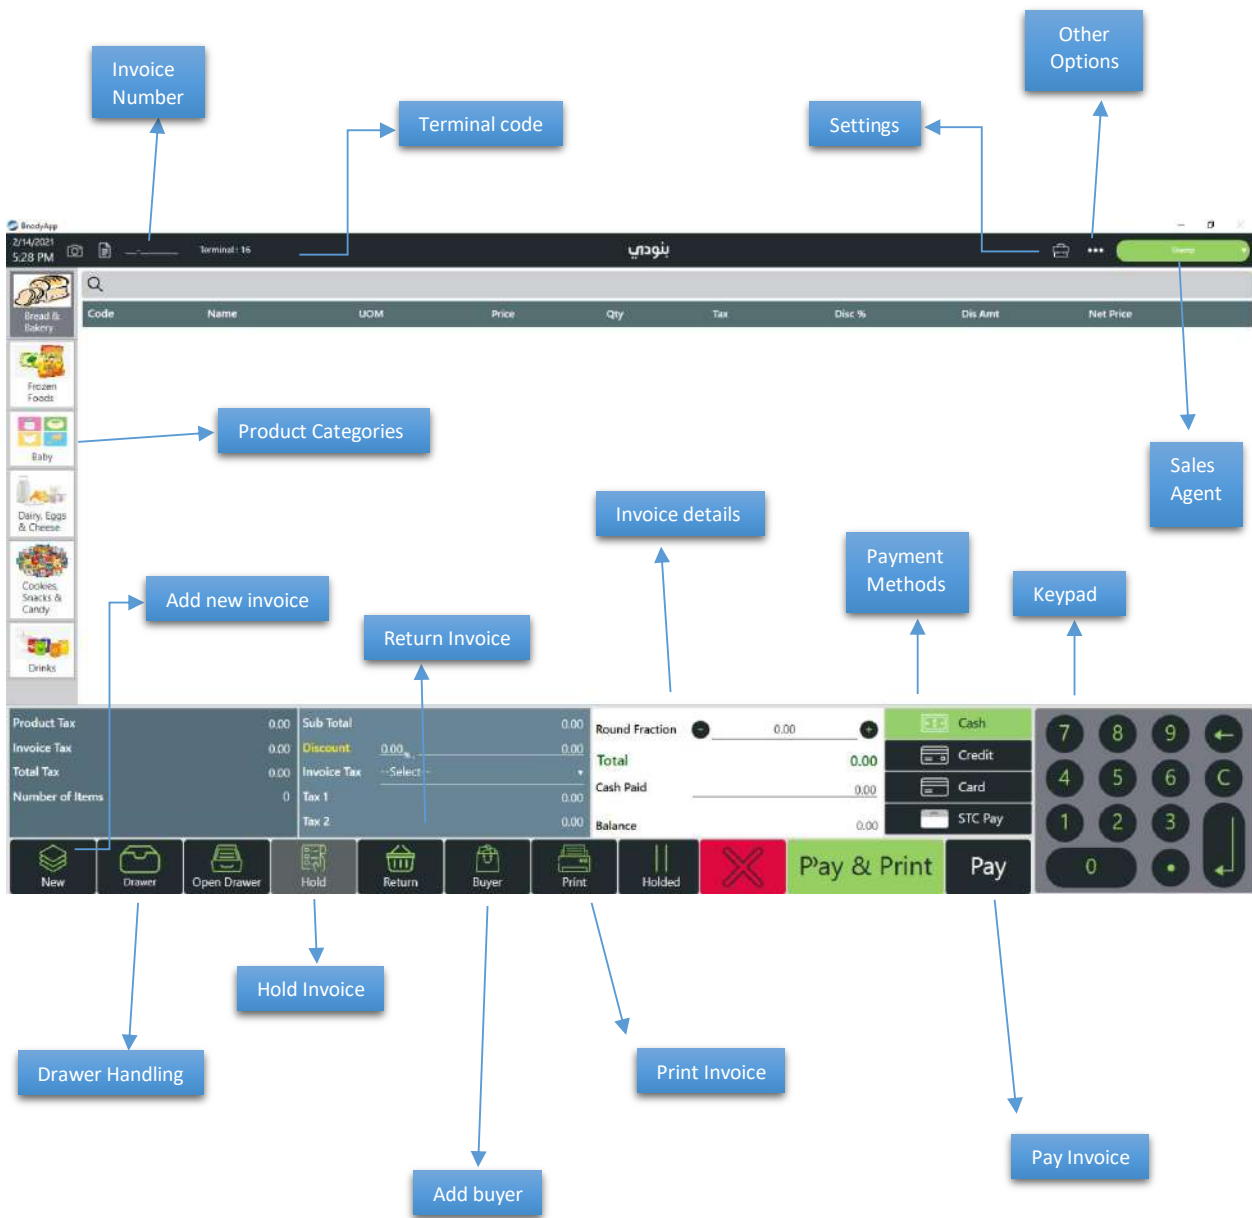 Other
Options
Invoice
Number
Terminal code
Settings
BnodyApp
2/14/2021
5:28 PM
Terminal : 16
بنودي
Bread &
Bakery
Code Name UOM Price Qty Tax Disc % Dis Amt Net Price
Frozen
Foods
Baby
Product Categories
Sales
Agent
Dairy, Eggs
& Cheese
Invoice details
Payment
Methods
Cookies,
Snacks &
Candy
Add new invoice
Keypad
Return Invoice
Drinks
Product Tax 0.00
Invoice Tax 0.00
Total Tax 0.00
Number of Items 0
Sub Total 0.00
Discount 0.00 % 0.00
Invoice Tax --Select--
Tax 1 0.00
Tax 2 0.00
Round Fraction - 0.00 +
Total 0.00
Cash Paid 0.00
Balance 0.00
Cash
Credit
Card
STC Pay
7 8 9 ←
4 5 6 C
1 2 3
0 .
New Drawer Open Drawer Hold Return Buyer Print Holded Pay & Print Pay
Hold Invoice
Drawer Handling
Print Invoice
Pay Invoice
Add buyer